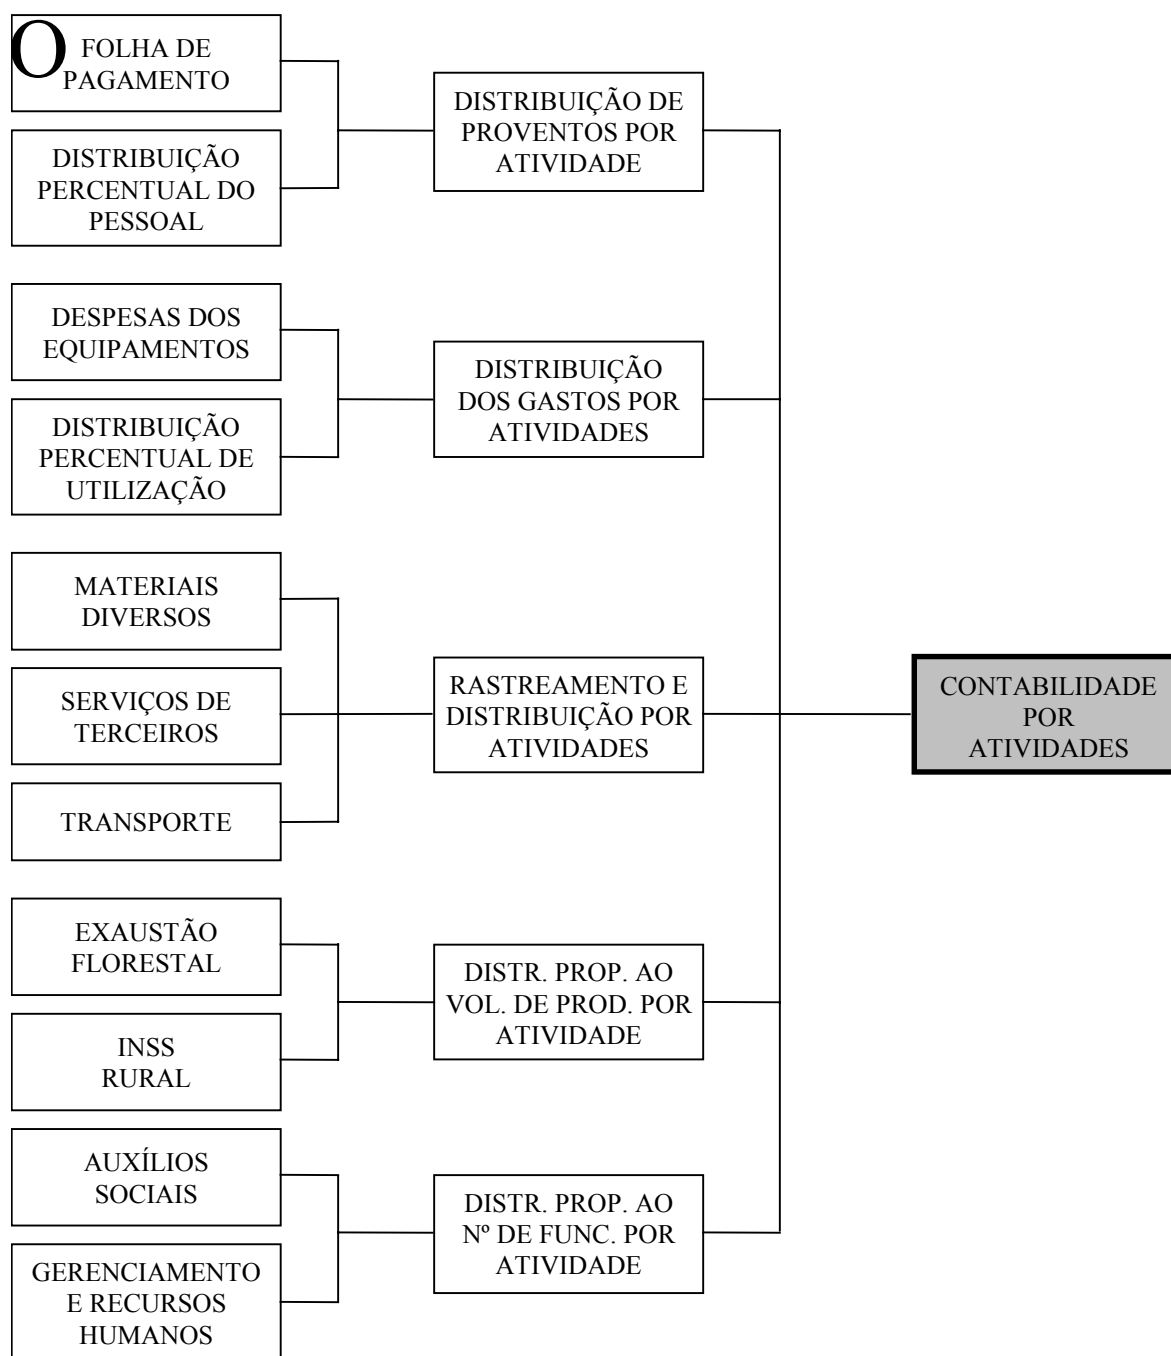 O
FOLHA DE
PAGAMENTO
DISTRIBUIÇÃO
PERCENTUAL DO
PESSOAL
DISTRIBUIÇÃO DE
PROVENTOS POR
ATIVIDADE
DESPESAS DOS
EQUIPAMENTOS
DISTRIBUIÇÃO
PERCENTUAL DE
UTILIZAÇÃO
DISTRIBUIÇÃO
DOS GASTOS POR
ATIVIDADES
MATERIAIS
DIVERSOS
SERVIÇOS DE
TERCEIROS
TRANSPORTE
RASTREAMENTO E
DISTRIBUIÇÃO POR
ATIVIDADES
CONTABILIDADE
POR
ATIVIDADES
EXAUSTÃO
FLORESTAL
INSS
RURAL
DISTR. PROP. AO
VOL. DE PROD. POR
ATIVIDADE
AUXÍLIOS
SOCIAIS
GERENCIAMENTO
E RECURSOS
HUMANOS
DISTR. PROP. AO
Nº DE FUNC. POR
ATIVIDADE